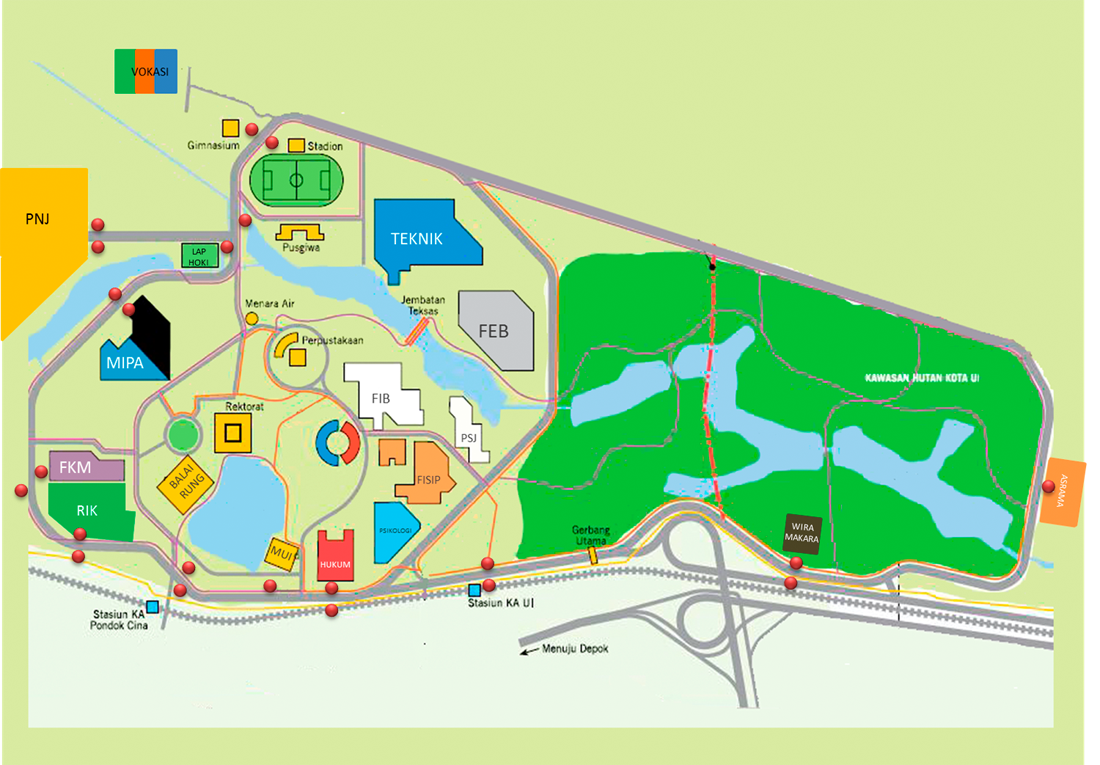 VOKASI
Gimnasium
Stadion
PNJ
LAP
HOKI
Pusgiwa
TEKNIK
Menara Air
Jembatan
Teksas
FEB
Perpustakaan
MIPA
KAWASAN HUTAN KOTA UI
FIB
Rektorat
PSJ
FKM
BALAI
RUNG
FISIP
RIK
ASRAMA
PSIKOLOGI
Gerbang
Utama
WIRA
MAKARA
MUI
HUKUM
Stasiun KA
Pondok Cina
Stasiun KA UI
Menuju Depok